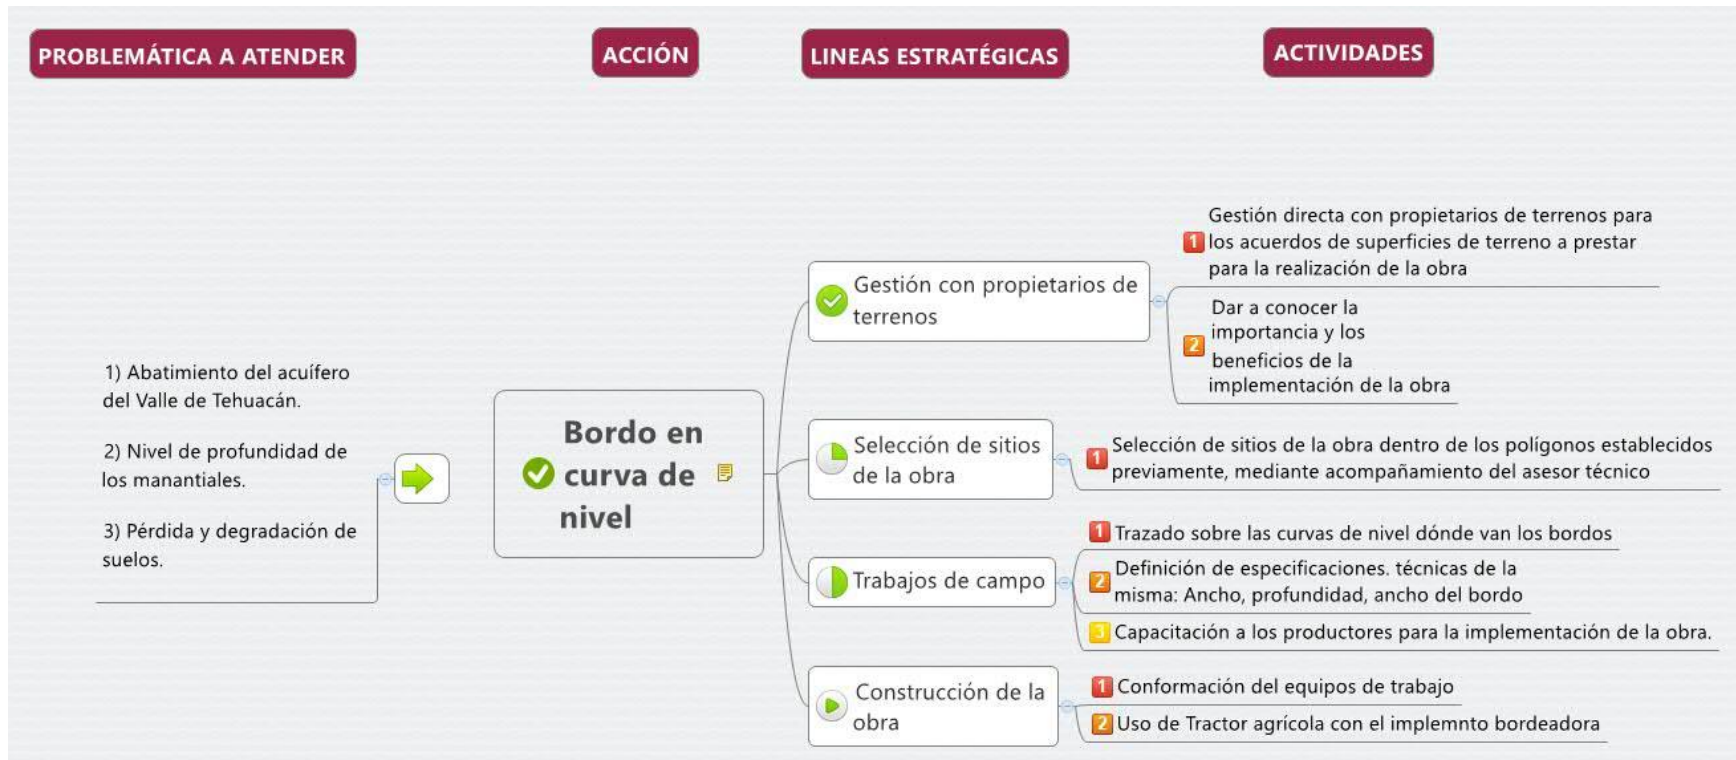 PROBLEMÁTICA A ATENDER
ACCIÓN
LINEAS ESTRATÉGICAS
ACTIVIDADES
1) Abatimiento del acuífero
del Valle de Tehuacán.
2) Nivel de profundidad de
los manantiales.
3) Pérdida y degradación de
suelos.
Bordo en
curva de
nivel
Gestión con propietarios de
terrenos
1
Gestión directa con propietarios de terrenos para
los acuerdos de superficies de terreno a prestar
para la realización de la obra
2
Dar a conocer la
importancia y los
beneficios de la
implementación de la obra
Selección de sitios
de la obra
1
Selección de sitios de la obra dentro de los polígonos establecidos
previamente, mediante acompañamiento del asesor técnico
Trabajos de campo
1 Trazado sobre las curvas de nivel dónde van los bordos
2
Definición de especificaciones. técnicas de la
misma: Ancho, profundidad, ancho del bordo
3 Capacitación a los productores para la implementación de la obra.
Construcción de la
obra
1 Conformación del equipos de trabajo
2 Uso de Tractor agrícola con el implemnto bordeadora